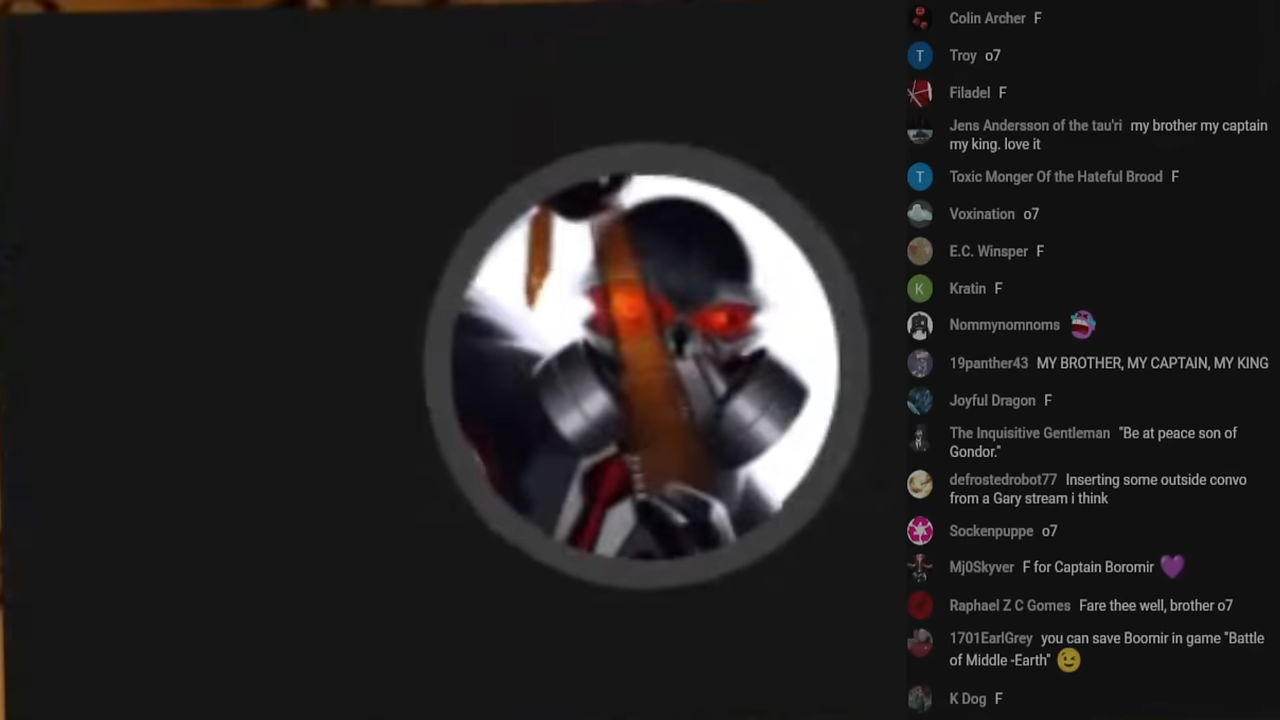 Colin Archer F
T Troy o7
Filadel F
Jens Andersson of the tau'ri my brother my captain
my king. love it
T Toxic Monger Of the Hateful Brood F
Voxination o7
E.C. Winsper F
K Kratin F
Nommynomnoms
19panther43 MY BROTHER, MY CAPTAIN, MY KING
Joyful Dragon F
The Inquisitive Gentleman "Be at peace son of
Gondor."
defrostedrobot77 Inserting some outside convo
from a Gary stream i think
Sockenpuppe o7
Mj0Skyver F for Captain Boromir 💜
Raphael Z C Gomes Fare thee well, brother o7
1701EarlGrey you can save Boomir in game "Battle
of Middle -Earth" 😉
K Dog F